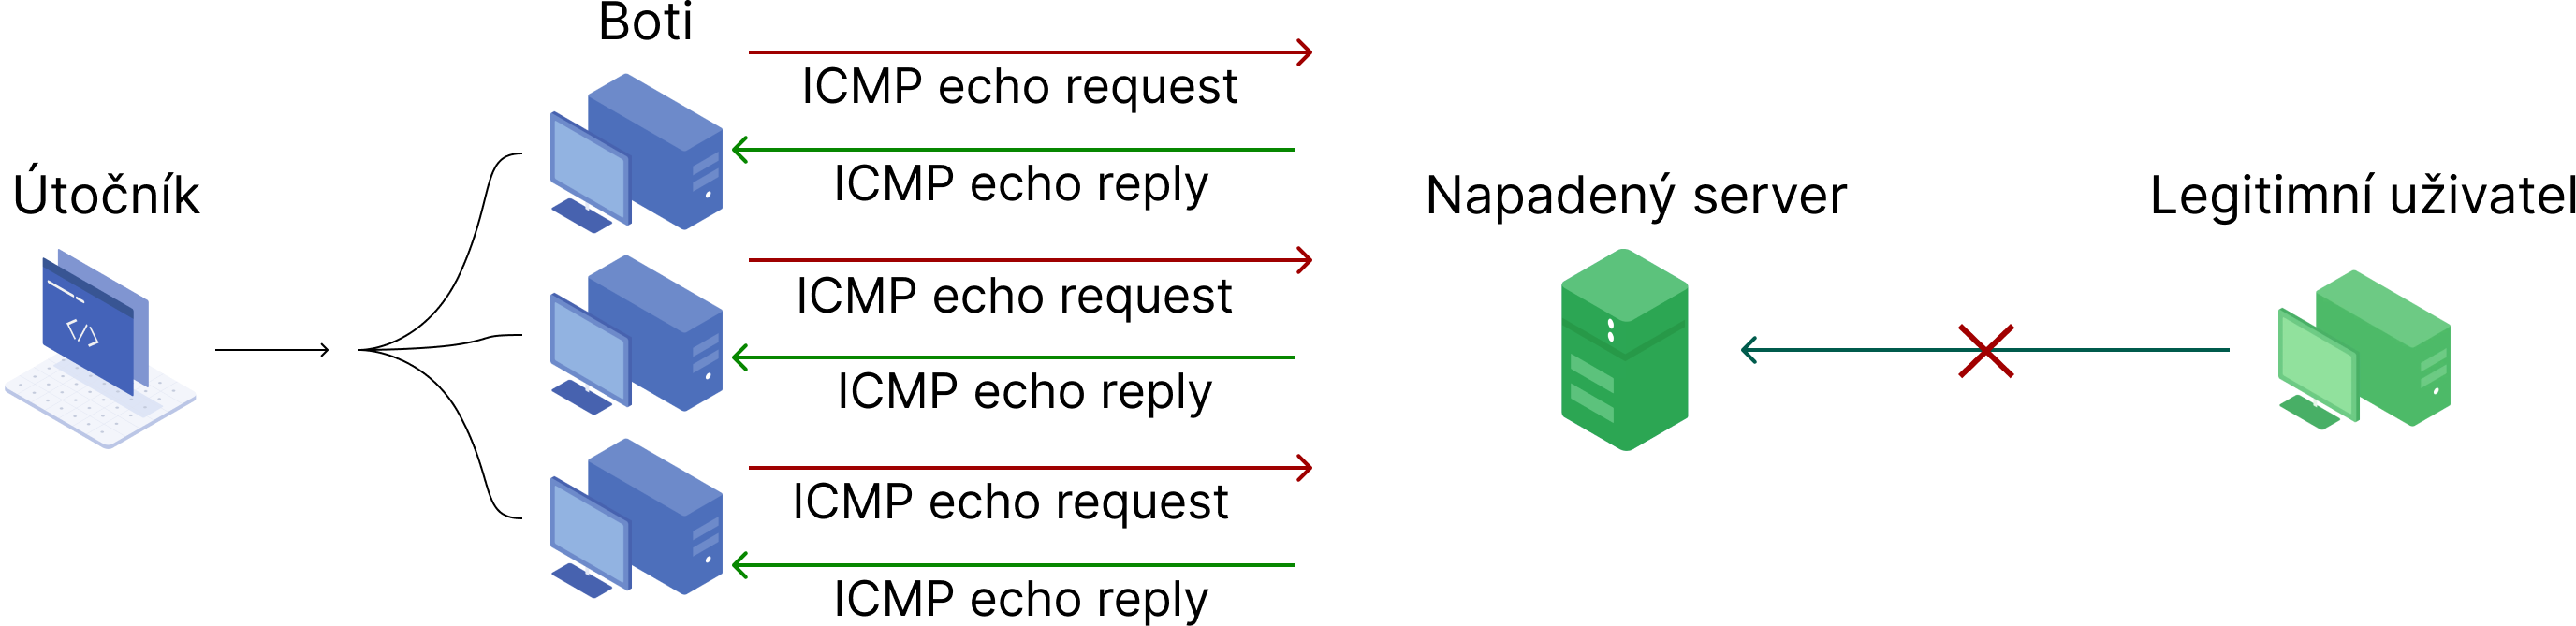 Boti
ICMP echo request
ICMP echo reply
Útočník
Napadený server
Legitimní uživatel
ICMP echo request
ICMP echo reply
ICMP echo request
ICMP echo reply